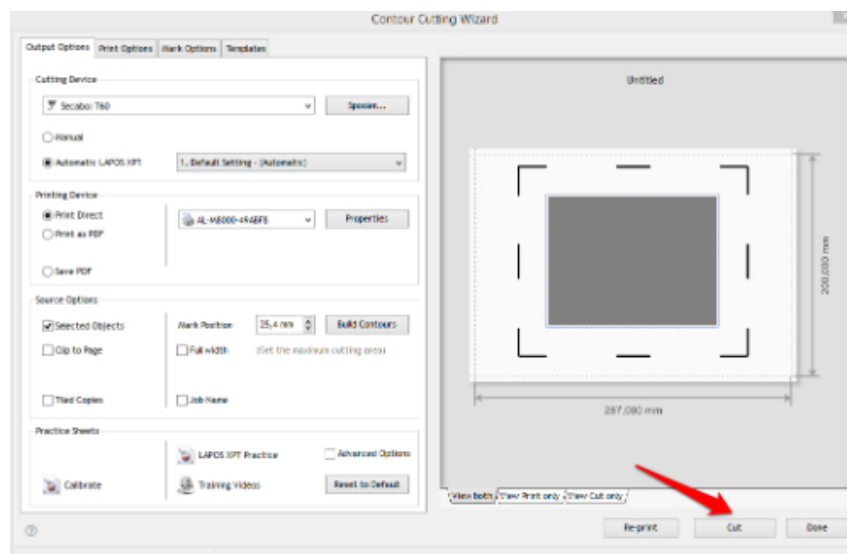 Contour Cutting Wizard
Output Options Print Options Mark Options Templates
Cutting Device
Secabo: T60
Manual
Automatic LAPOS XPT 1. Default Setting - (Automatic)
Printing Device
Print Direct
Properties
Print as PDF
Save PDF
Source Options
Selected Objects Mark Position 25,4 mm Build Contours
Clip to Page Full width (Get the maximum cutting area)
Tiled Copies Job Name
Practice Sheets
LAPOS XPT Practice Advanced Options
Calibrate Training Videos Reset to Default
Untitled
200,000 mm
287,000 mm
View both View Print only View Cut only
Re-print Cut Done